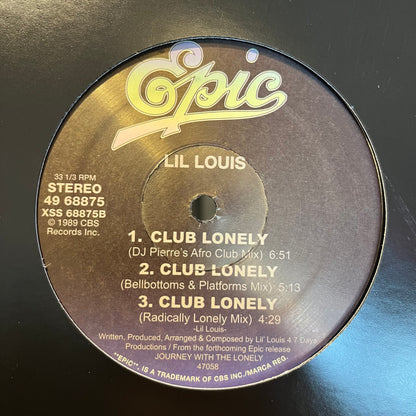 Epic
LIL LOUIS
33 1/3 RPM
STEREO
49 68875
XSS 68875B
© 1989 CBS
Records Inc.
1. CLUB LONELY
(DJ Pierre's Afro Club Mix) 6:51
2. CLUB LONELY
(Bellbottoms & Platforms Mix) 5:13
3. CLUB LONELY
(Radically Lonely Mix) 4:29
-Lil Louis-
Written, Produced, Arranged & Composed by Lil' Louis 4 7 Days
Productions / From the forthcoming Epic release
JOURNEY WITH THE LONELY
47058
"EPIC", IS A TRADEMARK OF CBS INC./MARCA REG.